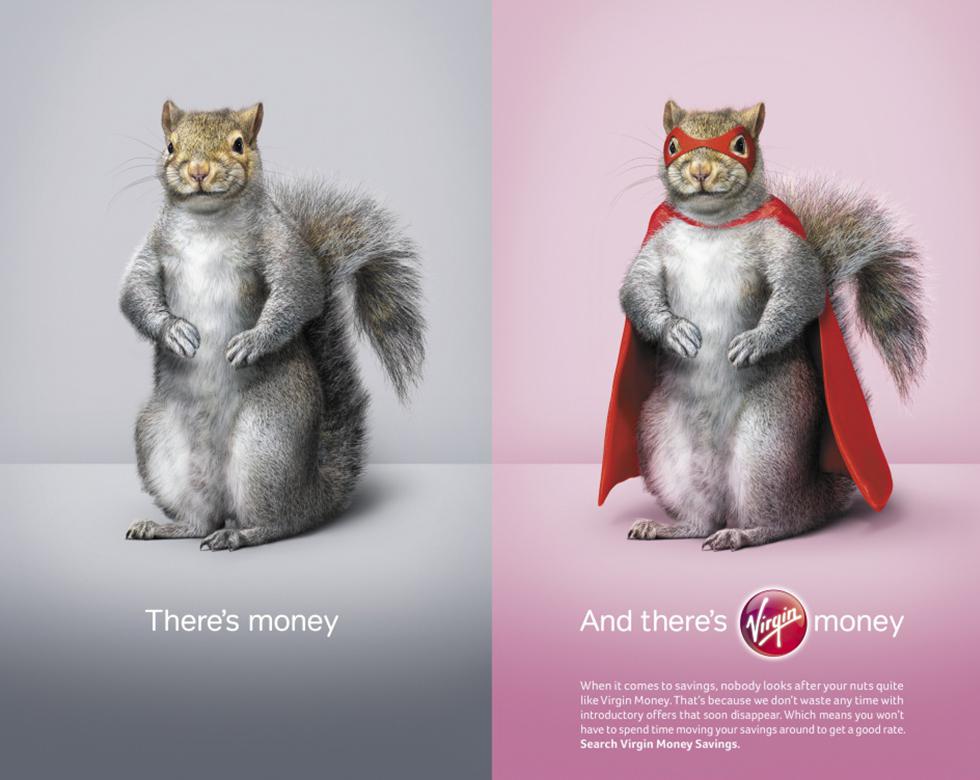 There's money
And there's Virgin money
When it comes to savings, nobody looks after your nuts quite
like Virgin Money. That's because we don't waste any time with
introductory offers that soon disappear. Which means you won't
have to spend time moving your savings around to get a good rate.
Search Virgin Money Savings.